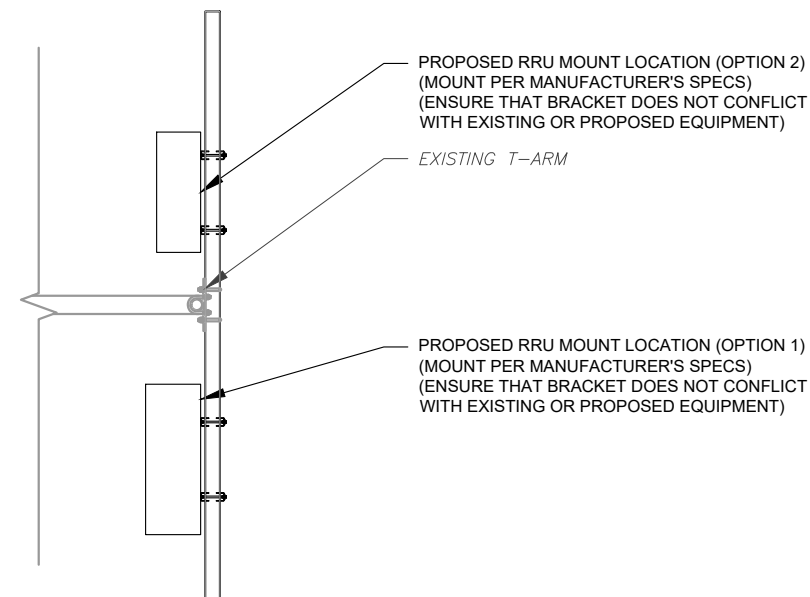 PROPOSED RRU MOUNT LOCATION (OPTION 2)
(MOUNT PER MANUFACTURER'S SPECS)
(ENSURE THAT BRACKET DOES NOT CONFLICT
WITH EXISTING OR PROPOSED EQUIPMENT)
EXISTING T-ARM
PROPOSED RRU MOUNT LOCATION (OPTION 1)
(MOUNT PER MANUFACTURER'S SPECS)
(ENSURE THAT BRACKET DOES NOT CONFLICT
WITH EXISTING OR PROPOSED EQUIPMENT)